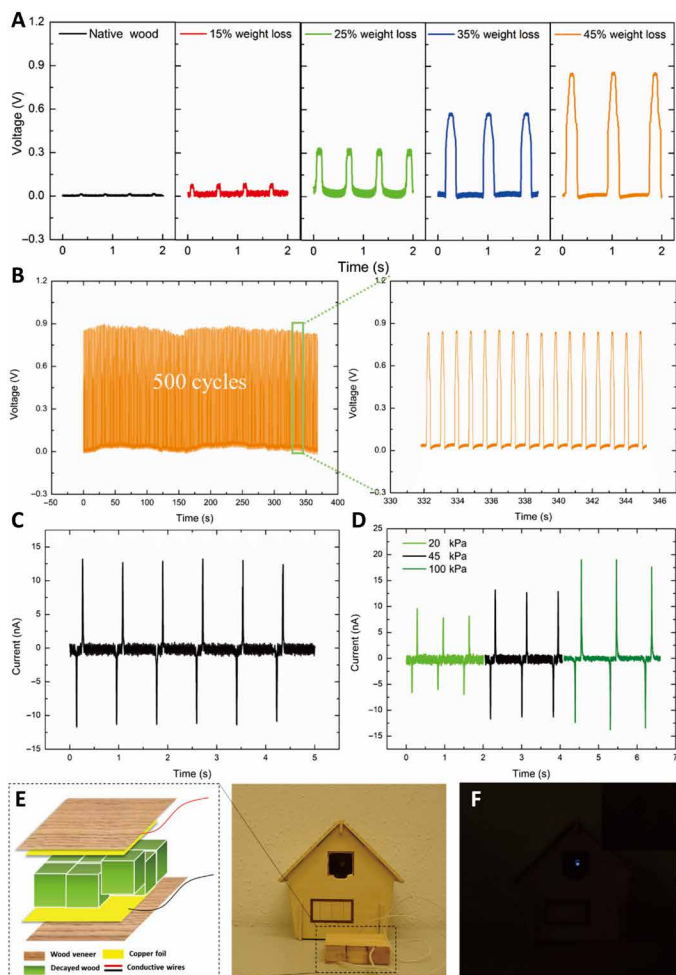 A
Native wood
15% weight loss
25% weight loss
35% weight loss
45% weight loss
Voltage (V)
1.2
0.9
0.6
0.3
0.0
−0.3
0 1 2 0 1 2 0 1 2 0 1 2 0 1 2
Time (s)
B
Voltage (V)
1.2
0.9
0.6
0.3
0.0
−0.3
500 cycles
−50 0 50 100 150 200 250 300 350 400
Time (s)
Voltage (V)
1.2
0.9
0.6
0.3
0.0
−0.3
330 332 334 336 338 340 342 344 346
Time (s)
C
Current (nA)
15
10
5
0
−5
−10
−15
0 1 2 3 4 5
Time (s)
D
20 kPa
45 kPa
100 kPa
Current (nA)
25
20
15
10
5
0
−5
−10
−15
0 1 2 3 4 5 6 7
Time (s)
E
Wood veneer
Copper foil
Decayed wood
Conductive wires
F